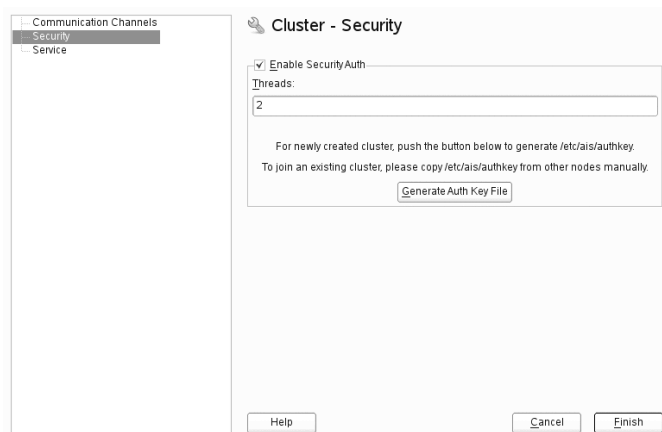 Communication Channels
Security
Service
Cluster - Security
Enable Security Auth
Threads:
2
For newly created cluster, push the button below to generate /etc/ais/authkey.
To join an existing cluster, please copy /etc/ais/authkey from other nodes manually.
Generate Auth Key File
Help
Cancel
Finish